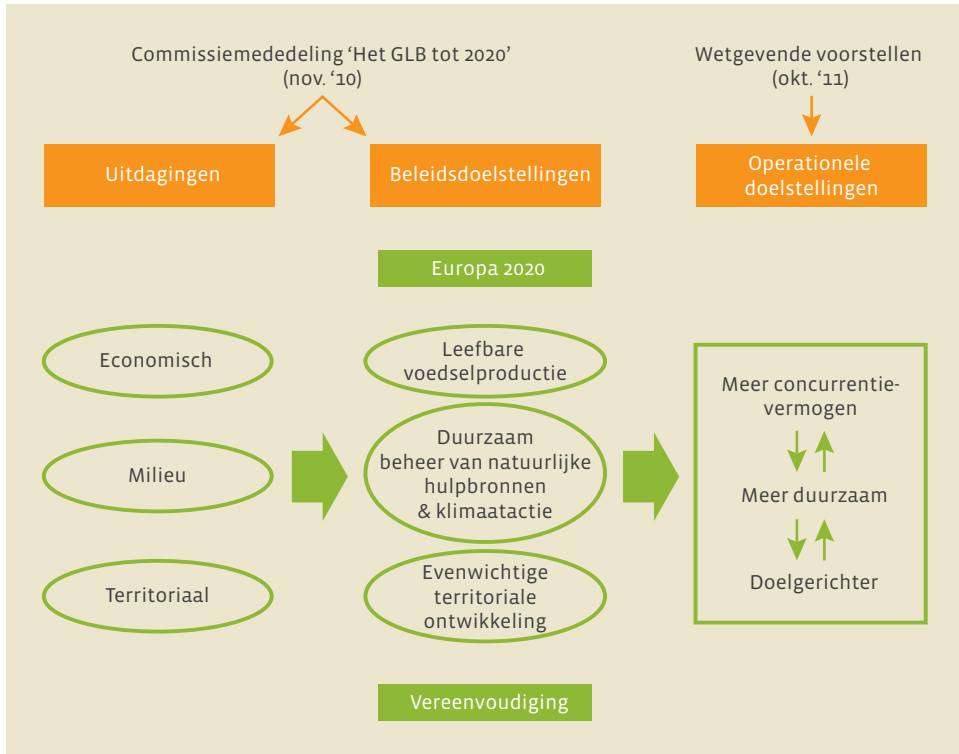 Commissiemededeling ‘Het GLB tot 2020’
(nov. ‘10)
Wetgevende voorstellen
(okt. ‘11)
Uitdagingen
Beleidsdoelstellingen
Operationele
doelstellingen
Europa 2020
Economisch
Leefbare
voedselproductie
Milieu
Duurzaam
beheer van natuurlijke
hulpbronnen
& klimaatactie
Territoriaal
Evenwichtige
territoriale
ontwikkeling
Meer concurrentie-
vermogen
Meer duurzaam
Doelgerichter
Vereenvoudiging